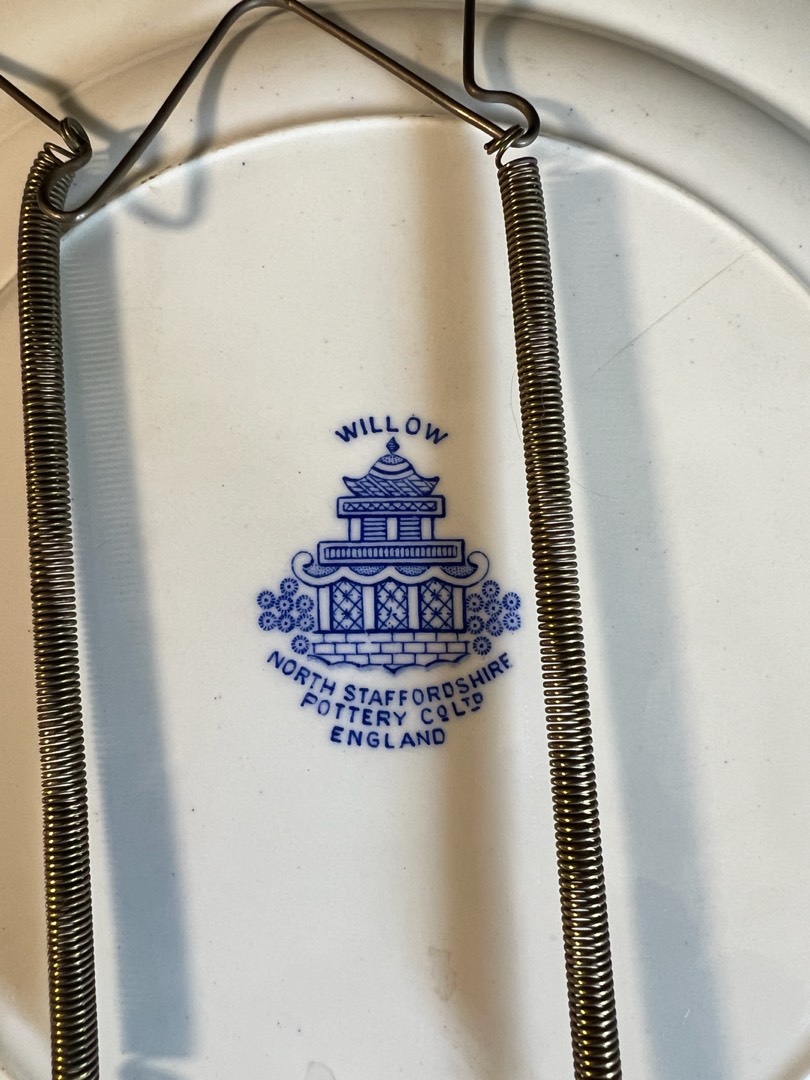 WILLOW
NORTH STAFFORDSHIRE
POTTERY CO LTD
ENGLAND